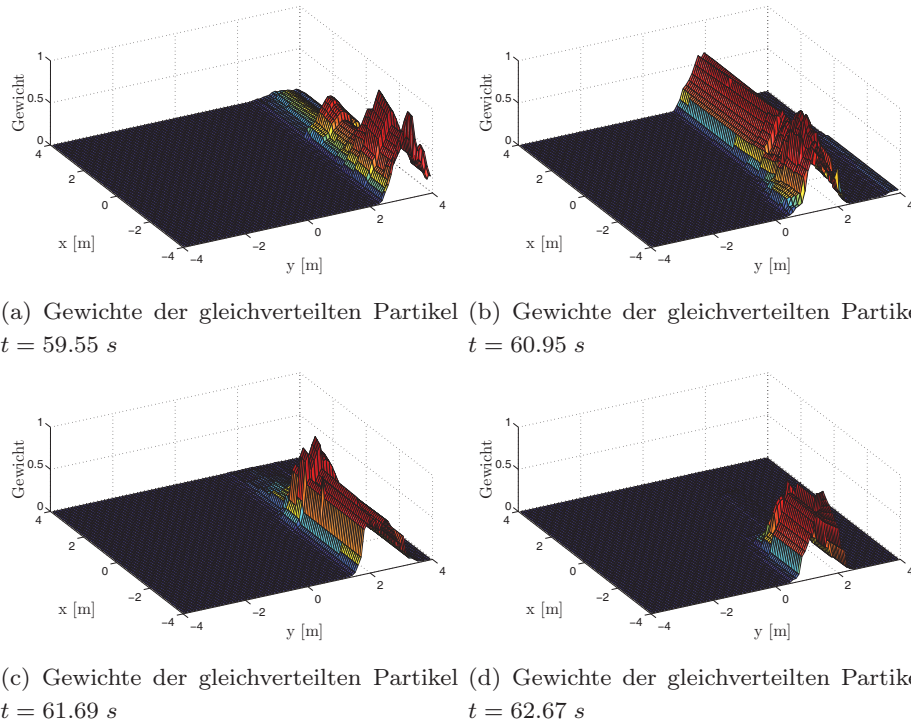 1
0.5
0
Gewicht
4
2
0
−2
−4
x [m]
−4
−2
0
2
4
y [m]
1
0.5
0
Gewicht
4
2
0
−2
−4
x [m]
−4
−2
0
2
4
y [m]
(a) Gewichte der gleichverteilten Partikel
t = 59.55 s
(b) Gewichte der gleichverteilten Partike
t = 60.95 s
1
0.5
0
Gewicht
4
2
0
−2
−4
x [m]
−4
−2
0
2
4
y [m]
1
0.5
0
Gewicht
4
2
0
−2
−4
x [m]
−4
−2
0
2
4
y [m]
(c) Gewichte der gleichverteilten Partikel
t = 61.69 s
(d) Gewichte der gleichverteilten Partike
t = 62.67 s